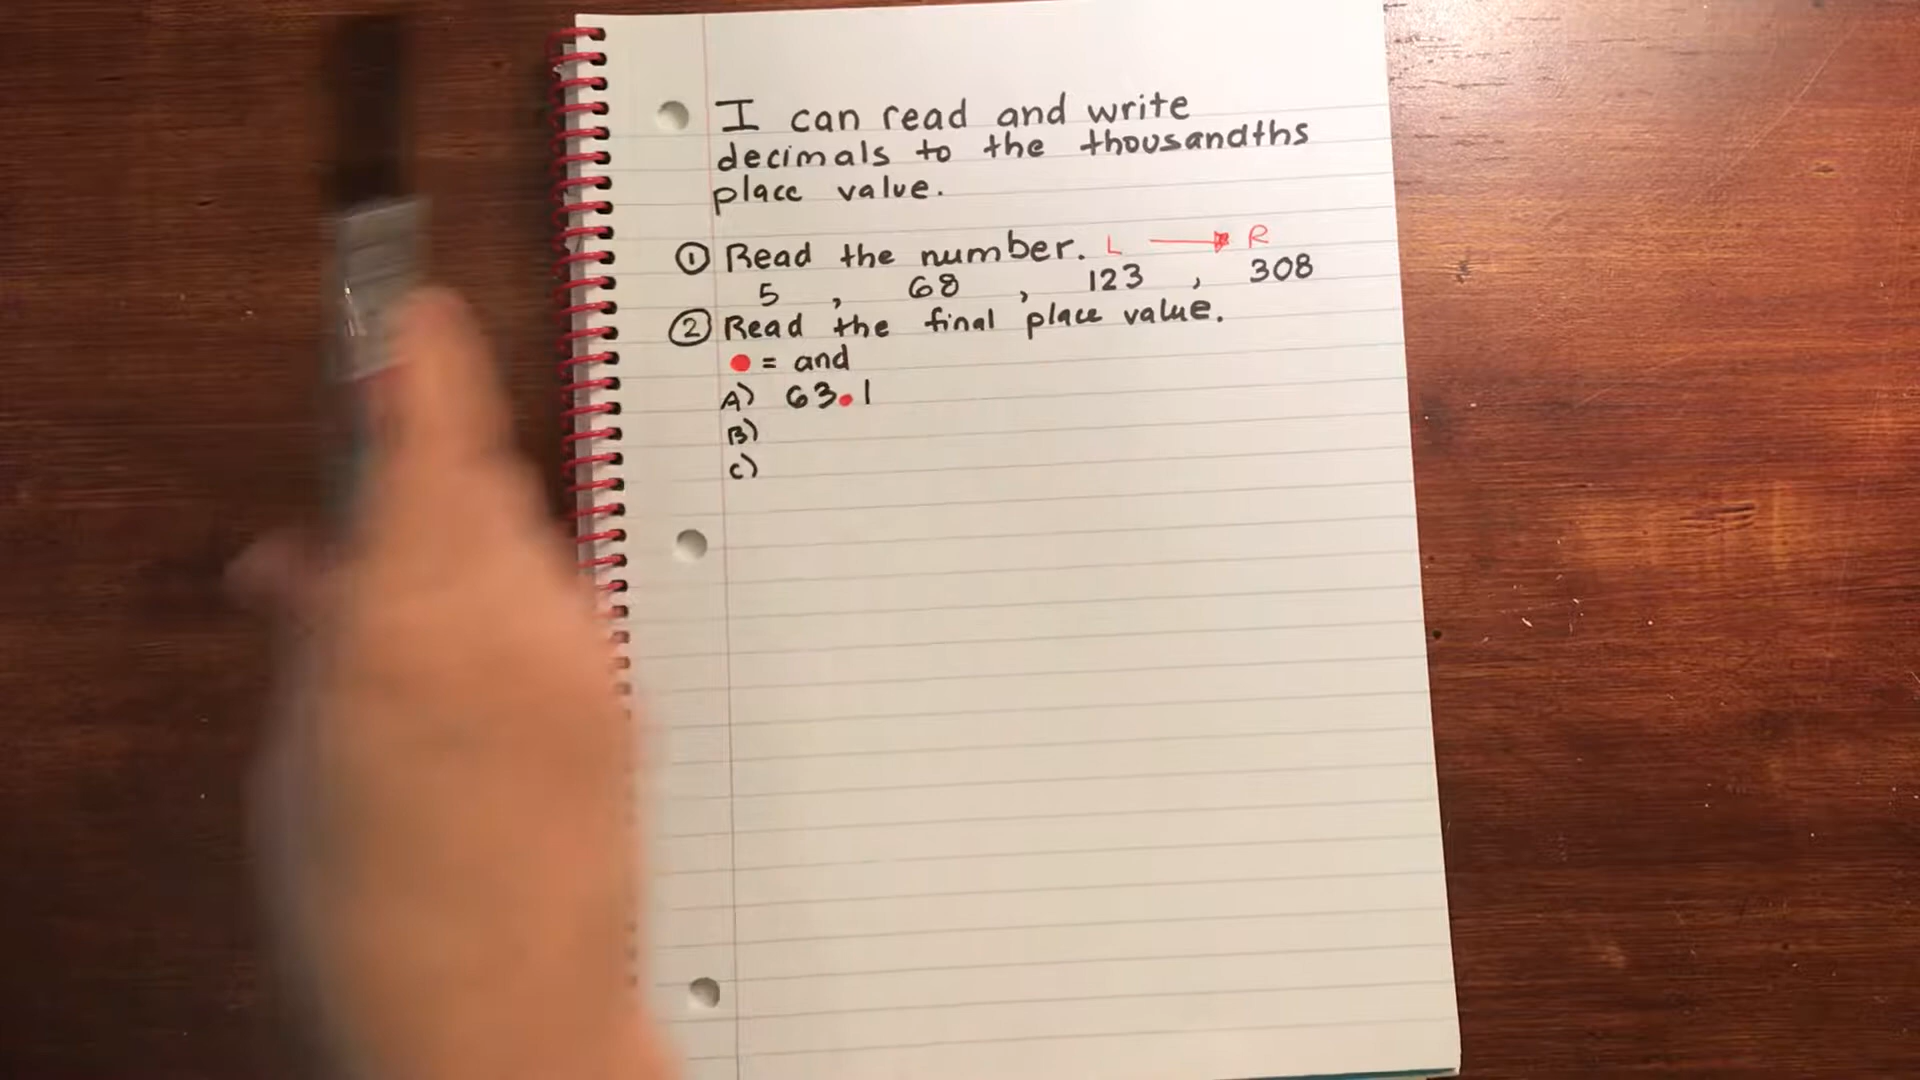 I can read and write
decimals to the thousandths
place value.
① Read the number. L → R
5 , 68 , 123 , 308
② Read the final place value.
● = and
A) 63.1
B)
C)